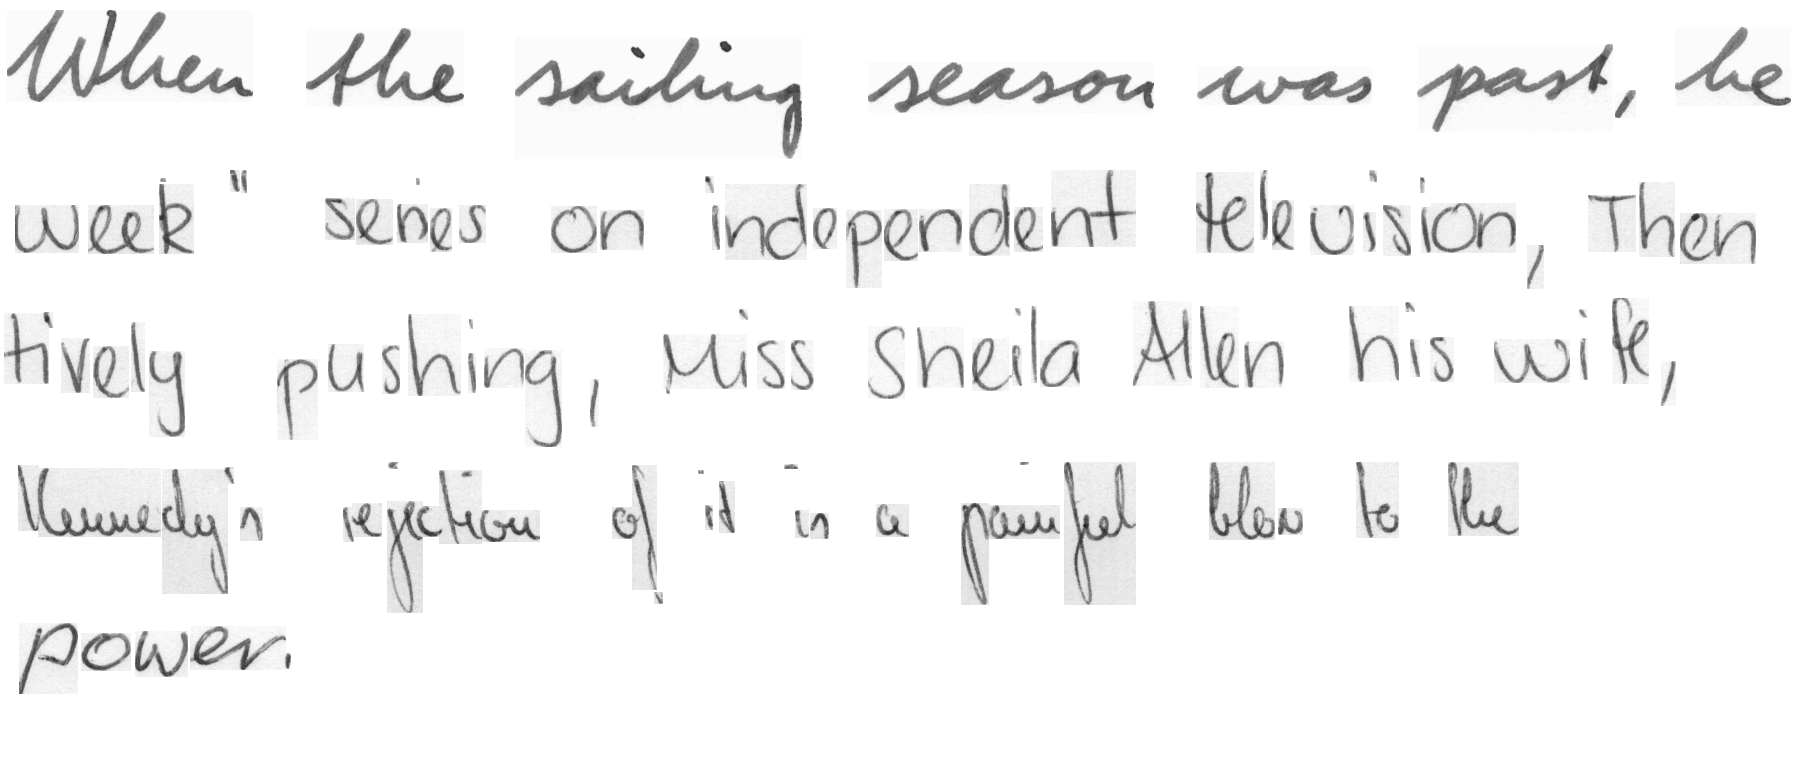 When the sailing season was past, he
week" series on independent television, Then
tively pushing, Miss Sheila Allen his wife,
Kennedy's rejection of it is a painful blow to the
power.